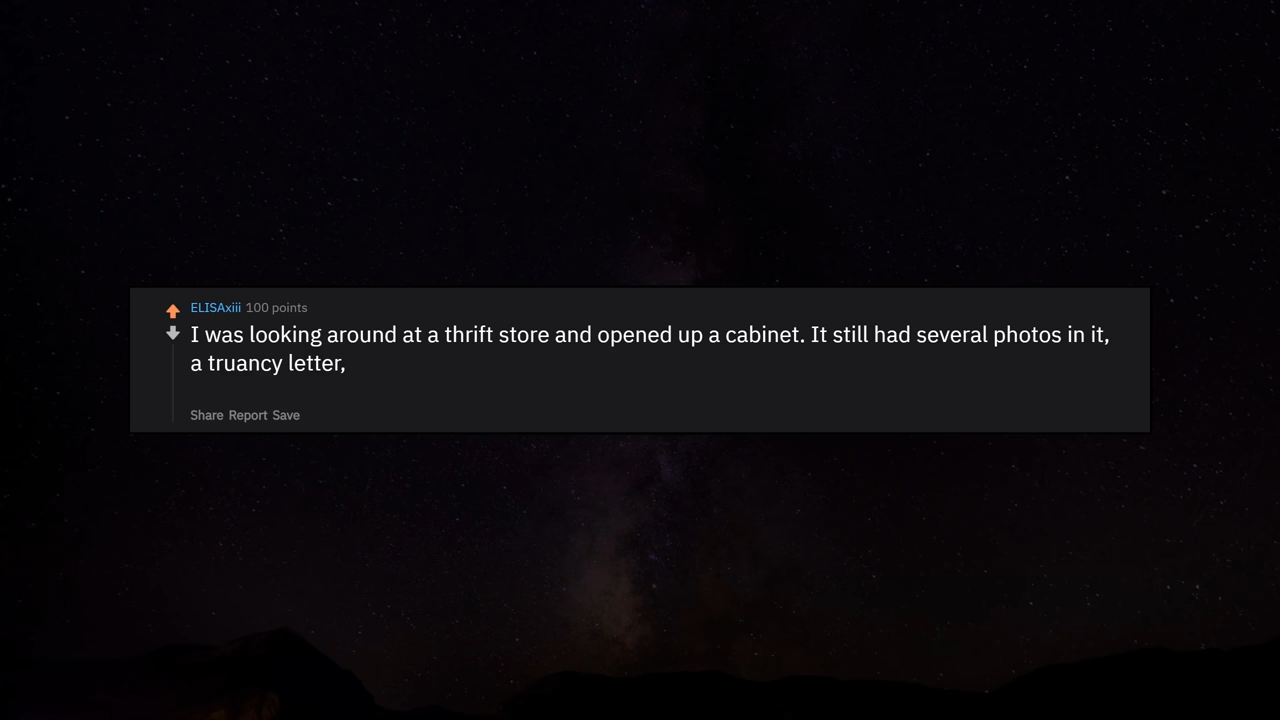 ELISAxiii 100 points
I was looking around at a thrift store and opened up a cabinet. It still had several photos in it,
a truancy letter,
Share Report Save